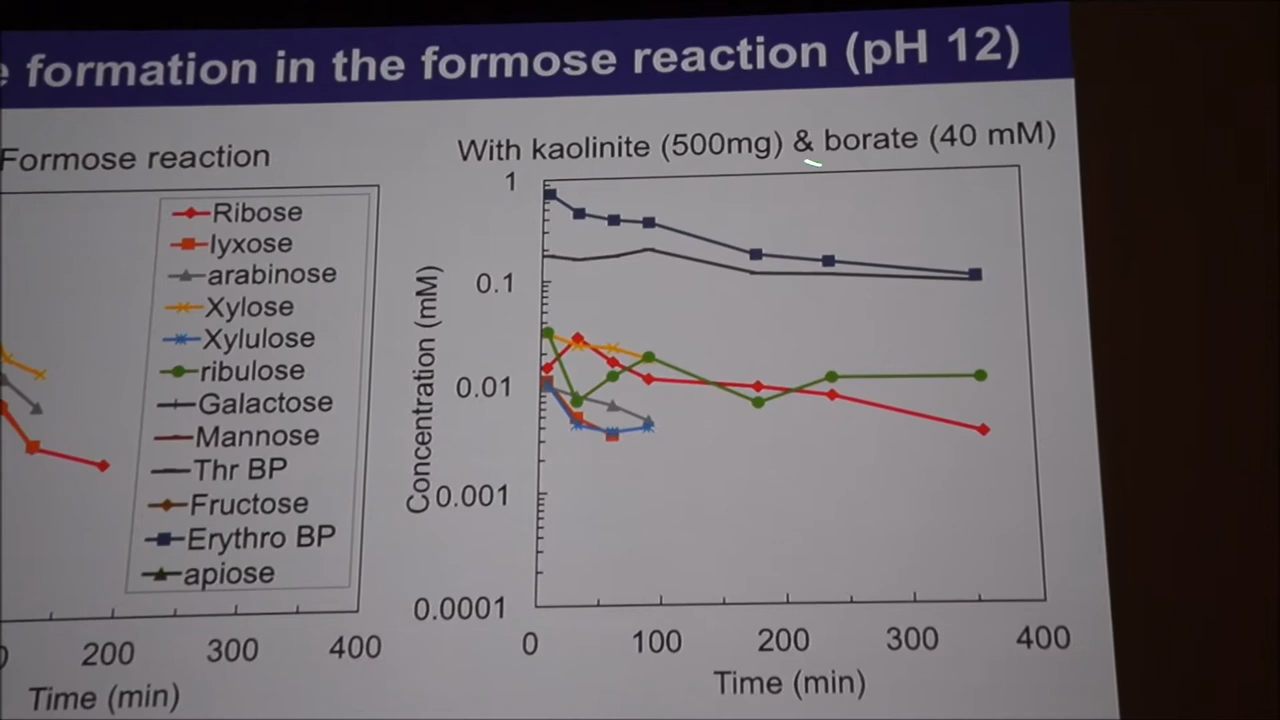 formation in the formose reaction (pH 12)
Formose reaction
Ribose
lyxose
arabinose
Xylose
Xylulose
ribulose
Galactose
Mannose
Thr BP
Fructose
Erythro BP
apiose
200
300
400
Time (min)
With kaolinite (500mg) & borate (40 mM)
Concentration (mM)
1
0.1
0.01
0.001
0.0001
0
100
200
300
400
Time (min)